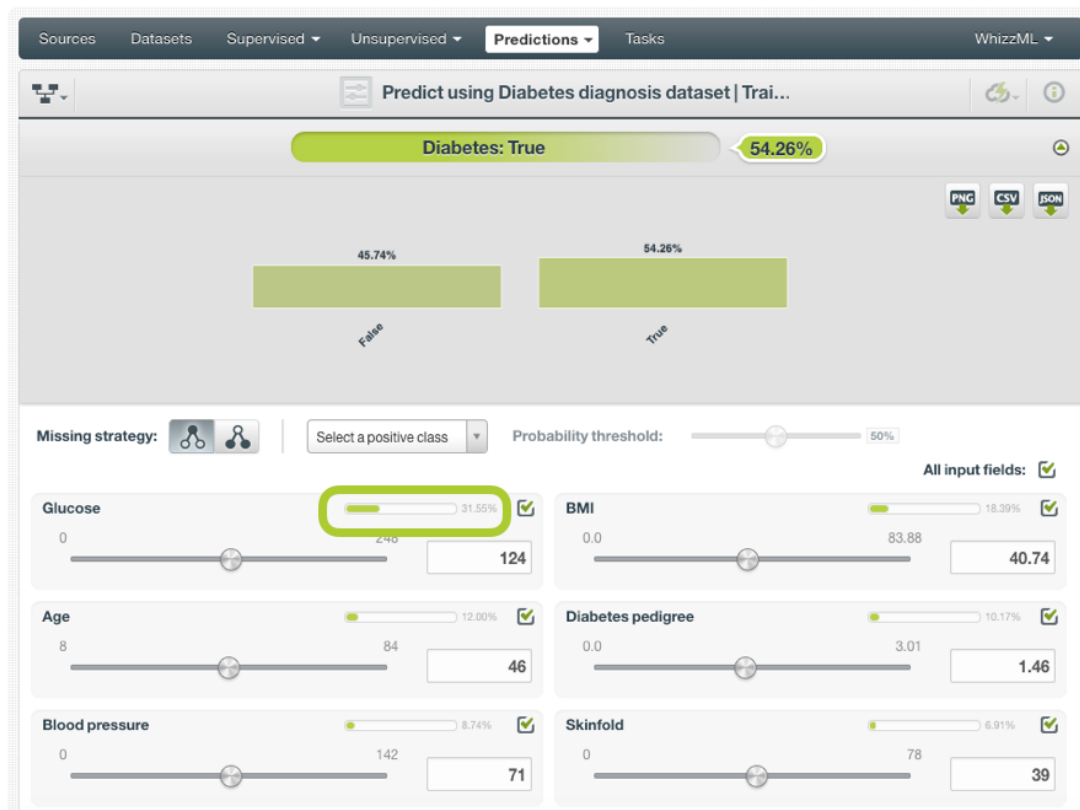 Sources Datasets Supervised Unsupervised Predictions Tasks WhizzML
Predict using Diabetes diagnosis dataset | Trai...
Diabetes: True 54.26%
PNG CSV JSON
45.74% 54.26%
False True
Missing strategy: Select a positive class Probability threshold: 50%
All input fields:
Glucose 31.55% BMI 18.39%
0 248 0.0 83.88
124 40.74
Age 12.00% Diabetes pedigree 10.17%
8 84 0.0 3.01
46 1.46
Blood pressure 8.74% Skinfold 6.91%
0 142 0 78
71 39